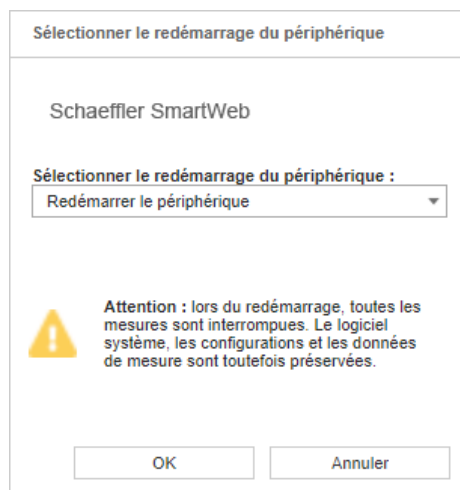 Sélectionner le redémarrage du périphérique
Schaeffler SmartWeb
Sélectionner le redémarrage du périphérique :
Redémarrer le périphérique
Attention : lors du redémarrage, toutes les
mesures sont interrompues. Le logiciel
système, les configurations et les données
de mesure sont toutefois préservées.
OK
Annuler